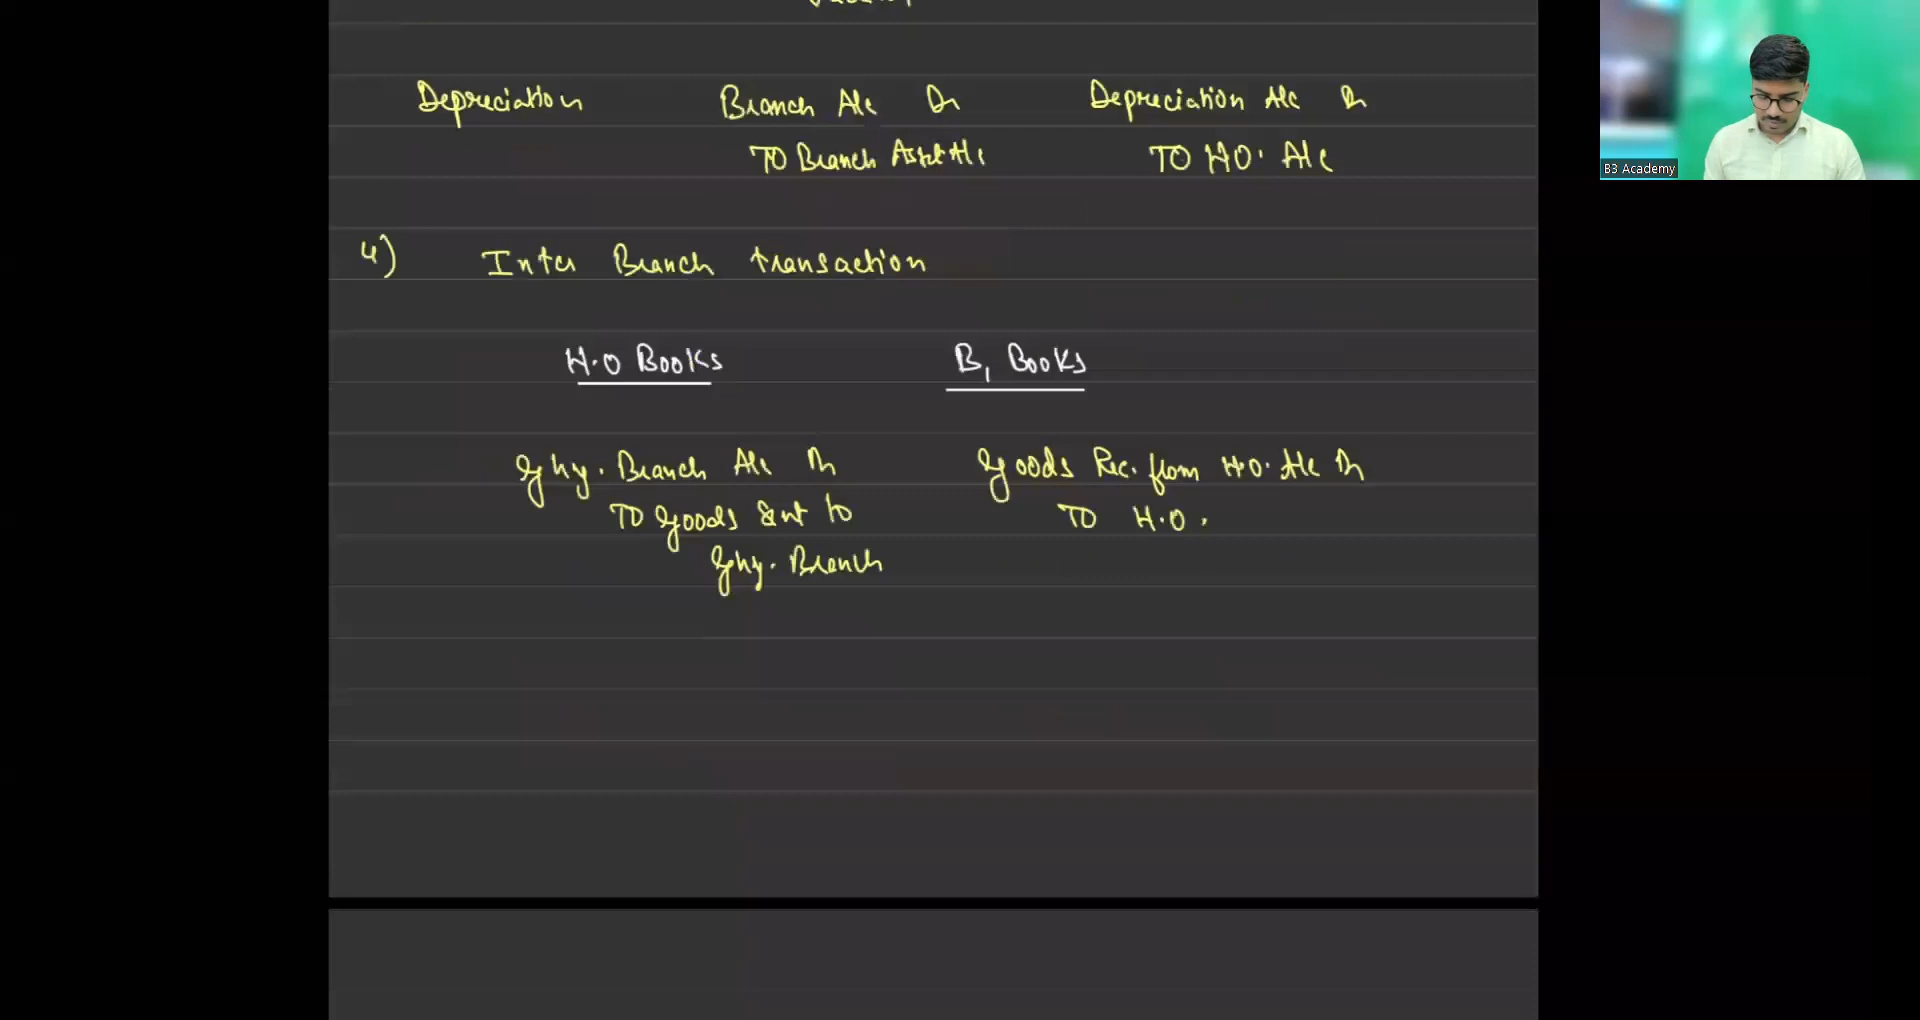 Depreciation Branch A/c Dr Depreciation A/c Dr
TO Branch Asset A/c TO HO. A/c
B3 Academy
4) Inter Branch transaction
H.O Books B1 Books
Ghy. Branch A/c Dr Goods Rec. from H.O. A/c Dr
TO Goods Sent to TO H.O.
Ghy. Branch